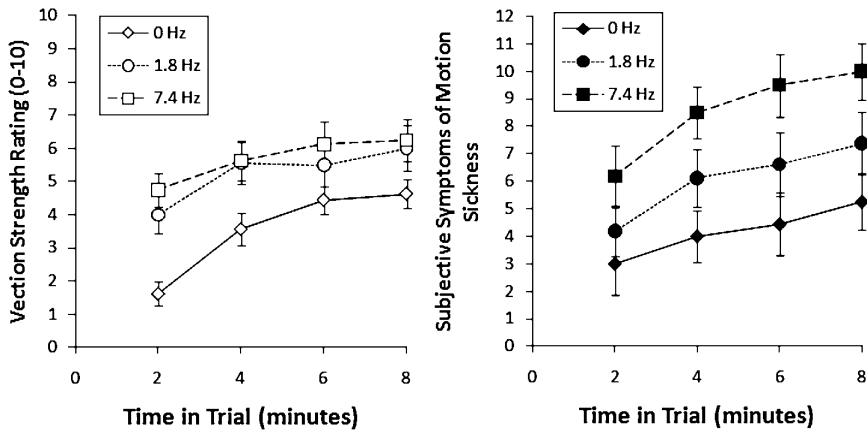 10
9
8
7
6
5
4
3
2
1
0
Vection Strength Rating (0-10)
0 Hz
1.8 Hz
7.4 Hz
0 2 4 6 8
Time in Trial (minutes)
12
11
10
9
8
7
6
5
4
3
2
1
0
Subjective Symptoms of Motion
Sickness
0 Hz
1.8 Hz
7.4 Hz
0 2 4 6 8
Time in Trial (minutes)